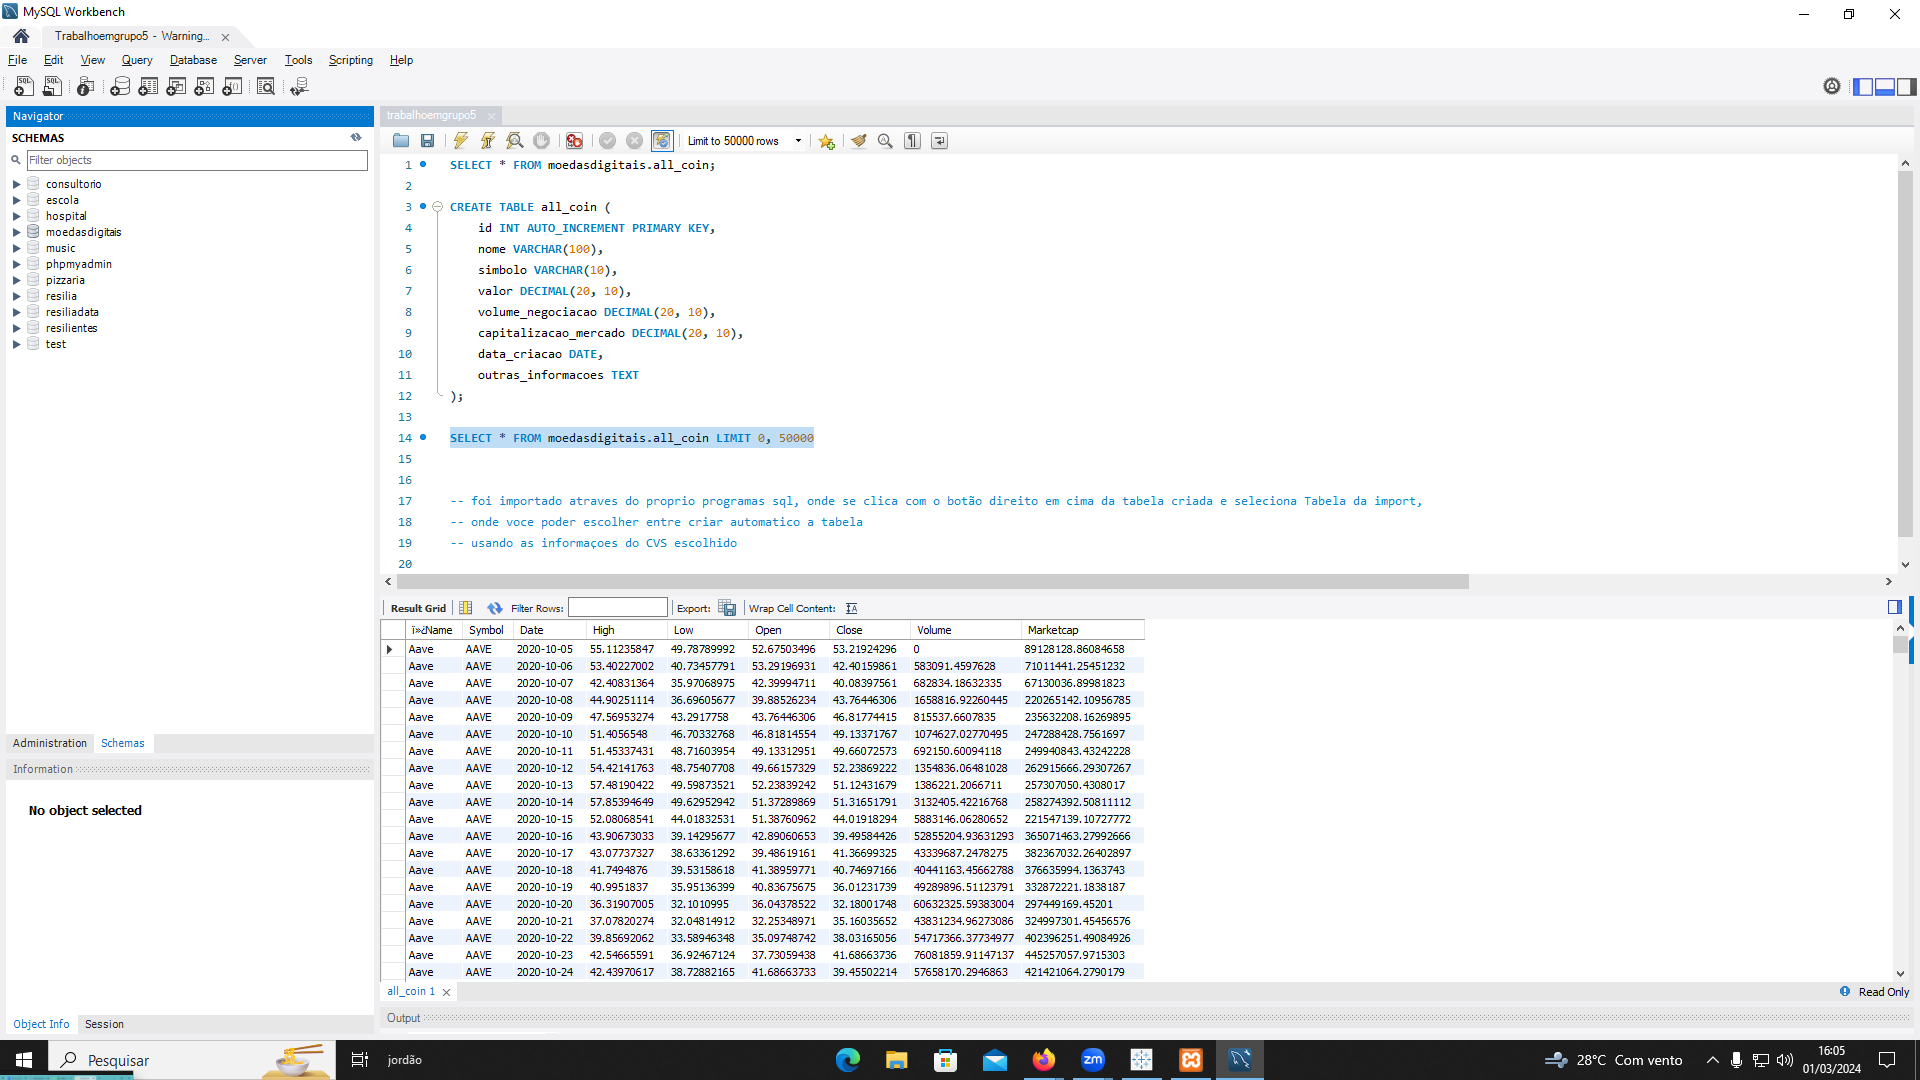 MySQL Workbench
Trabalhoemgrupo5 - Warning...
File Edit View Query Database Server Tools Scripting Help
Navigator
SCHEMAS
Filter objects
consultorio
escola
hospital
moedasdigitais
music
phpmyadmin
pizzaria
resilia
resiliadata
resilientes
test
Administration Schemas
Information
No object selected
Object Info Session
trabalhoemgrupo5
Limit to 50000 rows
1 SELECT * FROM moedasdigitais.all_coin;
2
3 CREATE TABLE all_coin (
4 id INT AUTO_INCREMENT PRIMARY KEY,
5 nome VARCHAR(100),
6 simbolo VARCHAR(10),
7 valor DECIMAL(20, 10),
8 volume_negociacao DECIMAL(20, 10),
9 capitalizacao_mercado DECIMAL(20, 10),
10 data_criacao DATE,
11 outras_informacoes TEXT
12 );
13
14 SELECT * FROM moedasdigitais.all_coin LIMIT 0, 50000
15
16
17 -- foi importado atraves do proprio programas sql, onde se clica com o botão direito em cima da tabela criada e seleciona Tabela da import,
18 -- onde voce poder escolher entre criar automatico a tabela
19 -- usando as informaçoes do CVS escolhido
20
Result Grid Filter Rows: Export: Wrap Cell Content:
ï»¿Name Symbol Date High Low Open Close Volume Marketcap
Aave AAVE 2020-10-05 55.11235847 49.78789992 52.67503496 53.21924296 0 89128128.86084658
Aave AAVE 2020-10-06 53.40227002 40.73457791 53.29196931 42.40159861 583091.4597628 71011441.25451232
Aave AAVE 2020-10-07 42.40831364 35.97068975 42.39994711 40.08397561 682834.18632335 67130036.89981823
Aave AAVE 2020-10-08 44.90251114 36.69605677 39.88526234 43.76446306 1658816.92260445 220265142.10956785
Aave AAVE 2020-10-09 47.56953274 43.2917758 43.76446306 46.81774415 815537.6607835 235632208.16269895
Aave AAVE 2020-10-10 51.4056548 46.70332768 46.81814554 49.13371767 1074627.02770495 247288428.7561697
Aave AAVE 2020-10-11 51.45337431 48.71603954 49.13312951 49.66072573 692150.60094118 249940843.43242228
Aave AAVE 2020-10-12 54.42141763 48.75407708 49.66157329 52.23869222 1354836.06481028 262915666.29307267
Aave AAVE 2020-10-13 57.48190422 49.59873521 52.23839242 51.12431679 1386221.2066711 257307050.4308017
Aave AAVE 2020-10-14 57.85394649 49.62952942 51.37289869 51.31651791 3132405.42216768 258274392.50811112
Aave AAVE 2020-10-15 52.08068541 44.01832531 51.38760962 44.01918294 5883146.06280652 221547139.10727772
Aave AAVE 2020-10-16 43.90673033 39.14295677 42.89060653 39.49584426 52855204.93631293 365071463.27992666
Aave AAVE 2020-10-17 43.07737327 38.63361292 39.48619161 41.36699325 43339687.2478275 382367032.26402897
Aave AAVE 2020-10-18 41.7494876 39.53158618 41.38959771 40.74697166 40441163.45662788 376635994.1363743
Aave AAVE 2020-10-19 40.9951837 35.95136399 40.83675675 36.01231739 49289896.51123791 332872221.1838187
Aave AAVE 2020-10-20 36.31907005 32.1010995 36.04378522 32.18001748 60632325.59383004 297449169.45201
Aave AAVE 2020-10-21 37.07820274 32.04814912 32.25348971 35.16035652 43831234.96273086 324997301.45456576
Aave AAVE 2020-10-22 39.85692062 33.58946348 35.09748742 38.03165056 54717366.37734977 402396251.49084926
Aave AAVE 2020-10-23 42.54665591 36.92467124 37.73059438 41.68663736 76081859.91147137 445257057.9715303
Aave AAVE 2020-10-24 42.43970617 38.72882165 41.68663733 39.45502214 57658170.2946863 421421064.2790179
all_coin 1
Read Only
Output
Pesquisar
jordão
zm
28°C Com vento
16:05
01/03/2024